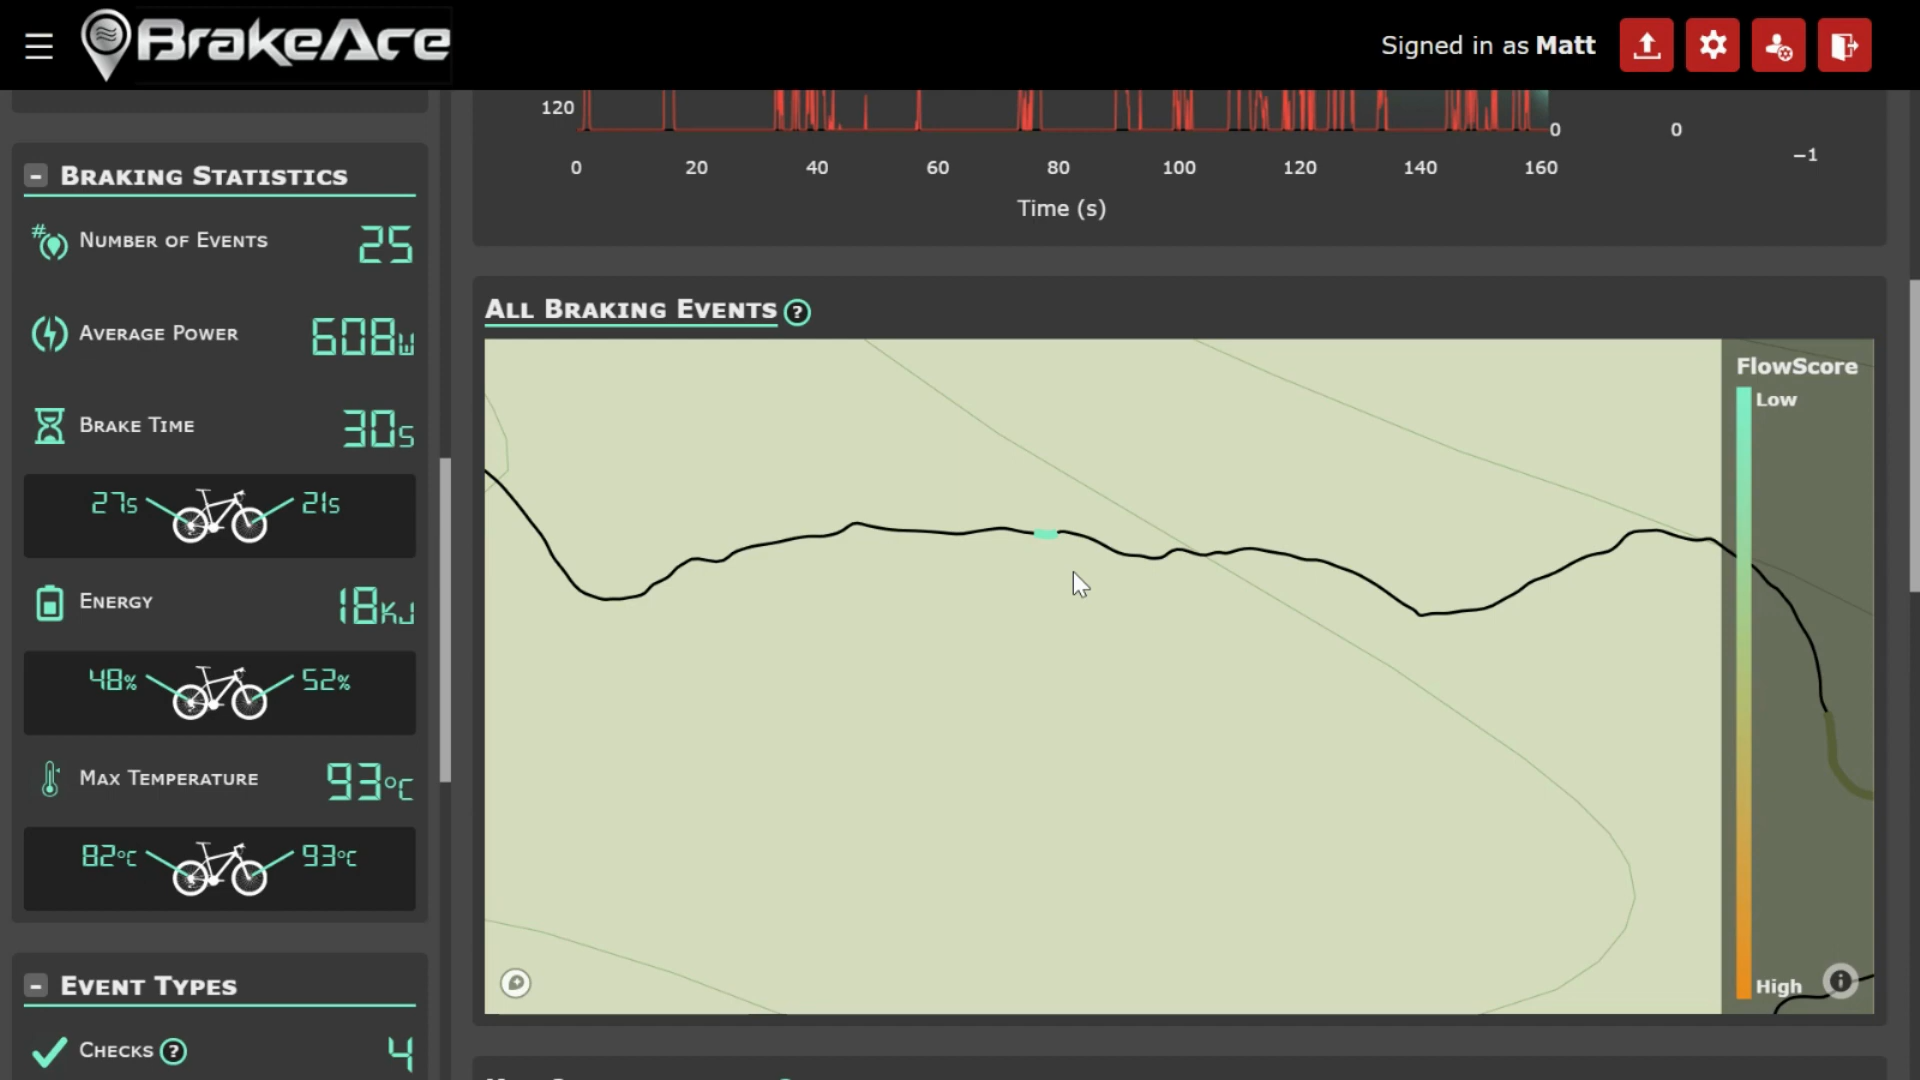 BrakeAce
Signed in as Matt
120
0
0
-1
0 20 40 60 80 100 120 140 160
Time (s)
- Braking Statistics
# Number of Events 25
Average Power 608W
Brake Time 30s
27s 21s
Energy 18KJ
48% 52%
Max Temperature 93°C
82°C 93°C
- Event Types
Checks ? 4
All Braking Events ?
FlowScore
Low
High